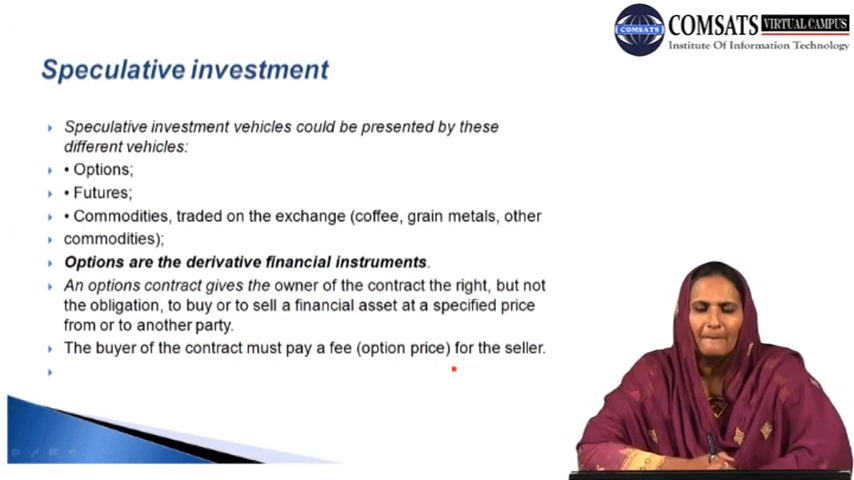 COMSATS VIRTUAL CAMPUS
COMSATS
Institute Of Information Technology
Speculative investment
Speculative investment vehicles could be presented by these
different vehicles:
• Options;
• Futures;
• Commodities, traded on the exchange (coffee, grain metals, other
commodities);
Options are the derivative financial instruments.
An options contract gives the owner of the contract the right, but not
the obligation, to buy or to sell a financial asset at a specified price
from or to another party.
The buyer of the contract must pay a fee (option price) for the seller.